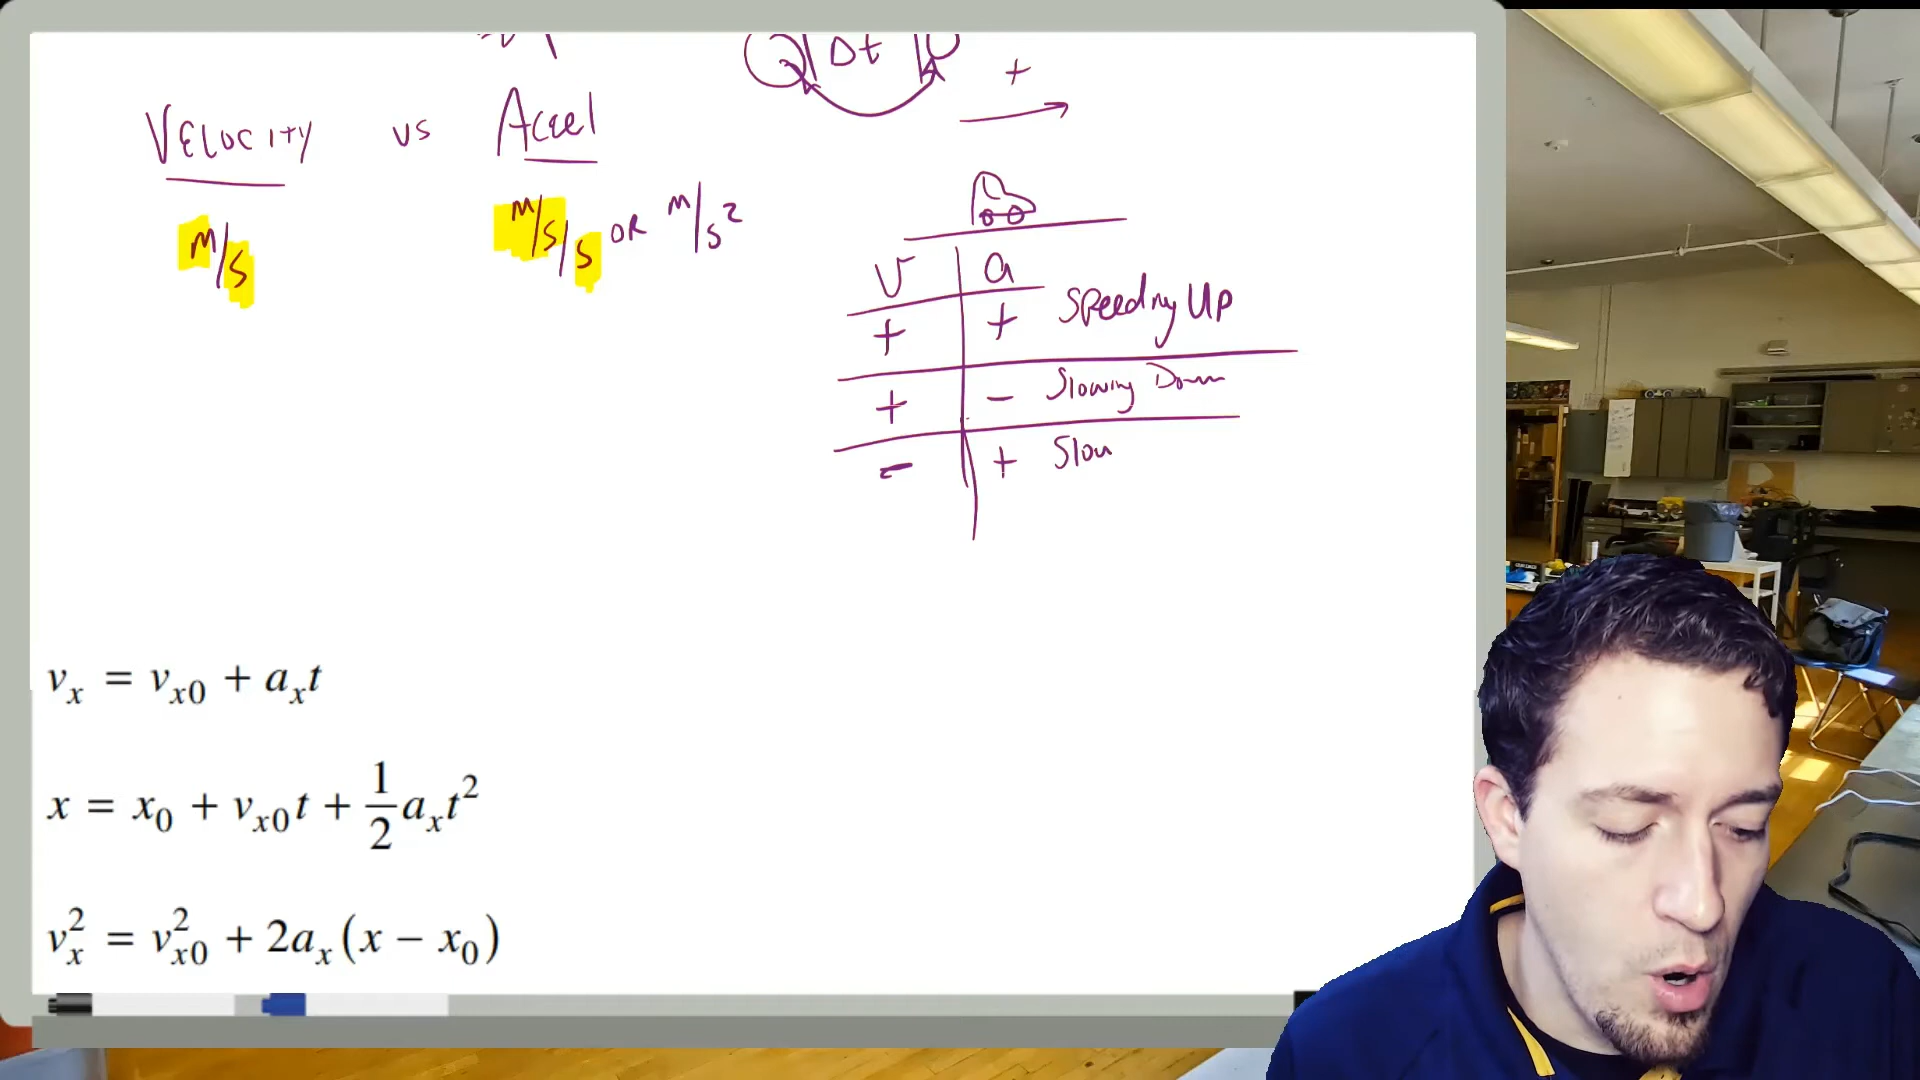 Δt
+
VELOCITY vs Accel
m/s
m/s/s OR m/s²
v a
+ + Speeding Up
+ - Slowing Down
- + Slow
vₓ = vₓ₀ + aₓt
x = x₀ + vₓ₀t + ½aₓt²
vₓ² = vₓ₀² + 2aₓ(x − x₀)